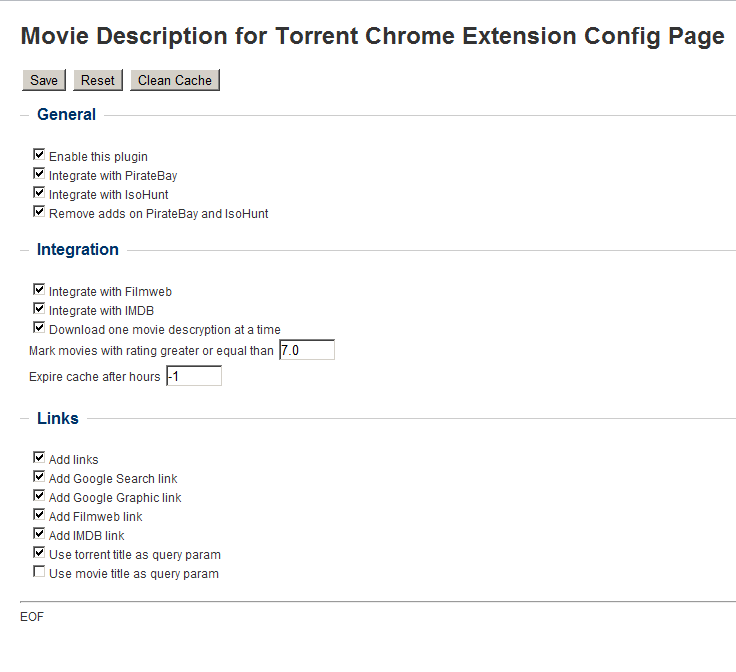 Movie Description for Torrent Chrome Extension Config Page
Save Reset Clean Cache
General
Enable this plugin
Integrate with PirateBay
Integrate with IsoHunt
Remove adds on PirateBay and IsoHunt
Integration
Integrate with Filmweb
Integrate with IMDB
Download one movie descryption at a time
Mark movies with rating greater or equal than 7.0
Expire cache after hours -1
Links
Add links
Add Google Search link
Add Google Graphic link
Add Filmweb link
Add IMDB link
Use torrent title as query param
Use movie title as query param
EOF